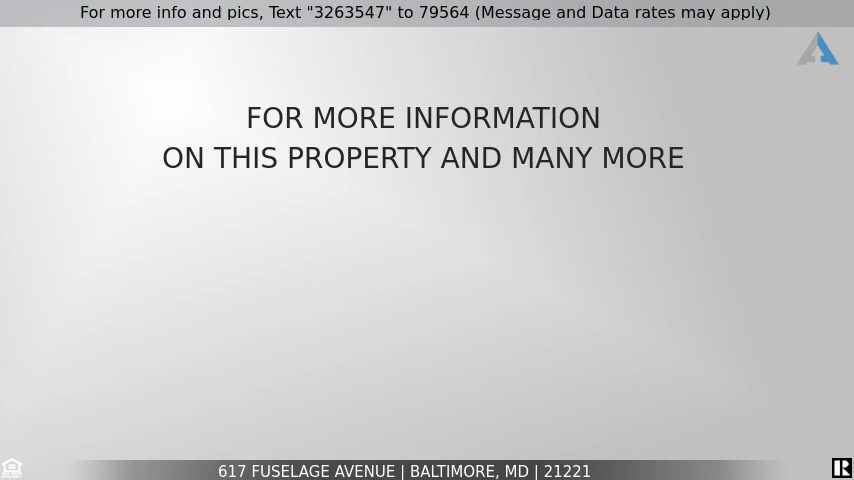 For more info and pics, Text "3263547" to 79564 (Message and Data rates may apply)
FOR MORE INFORMATION
ON THIS PROPERTY AND MANY MORE
617 FUSELAGE AVENUE | BALTIMORE, MD | 21221